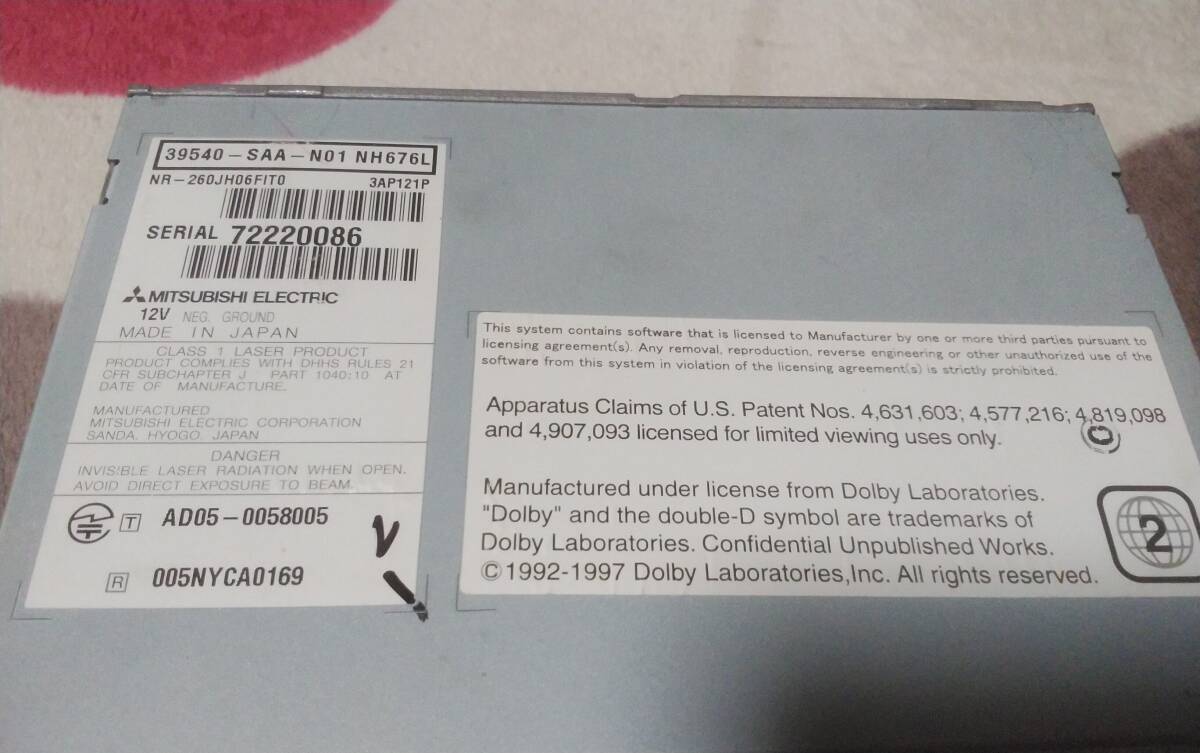 39540-SAA-N01 NH676L
NR-260JH06FIT0 3AP121P
SERIAL 72220086
MITSUBISHI ELECTRIC
12V NEG. GROUND
MADE IN JAPAN
CLASS 1 LASER PRODUCT
PRODUCT COMPLIES WITH DHHS RULES 21
CFR SUBCHAPTER J PART 1040:10 AT
DATE OF MANUFACTURE.
MANUFACTURED
MITSUBISHI ELECTRIC CORPORATION
SANDA. HYOGO. JAPAN
DANGER
INVISIBLE LASER RADIATION WHEN OPEN.
AVOID DIRECT EXPOSURE TO BEAM.
T AD05-0058005
R 005NYCA0169
This system contains software that is licensed to Manufacturer by one or more third parties pursuant to
licensing agreement(s). Any removal, reproduction, reverse engineering or other unauthorized use of the
software from this system in violation of the licensing agreement(s) is strictly prohibited.
Apparatus Claims of U.S. Patent Nos. 4,631,603; 4,577,216; 4,819,098
and 4,907,093 licensed for limited viewing uses only.
Manufactured under license from Dolby Laboratories.
"Dolby" and the double-D symbol are trademarks of
Dolby Laboratories. Confidential Unpublished Works.
©1992-1997 Dolby Laboratories,Inc. All rights reserved.
2